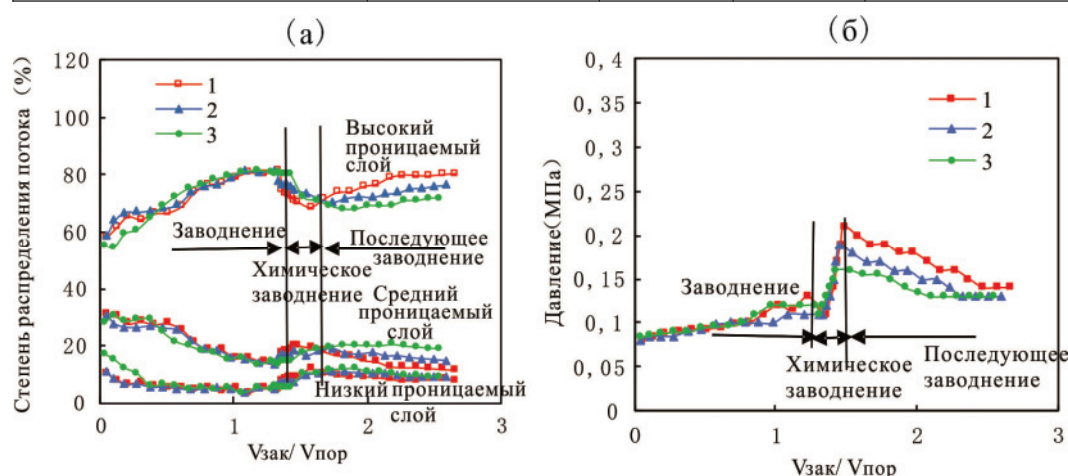 (а)
Степень распределения потока (%)
120
100
80
60
40
20
0
1
2
3
Высокий
проницаемый
слой
Заводнение
Последующее
заводнение
Химическое
заводнение
Средний
проницаемый
слой
Низкий проницаемый
слой
0
1
2
3
Vзак/ Vпор
(б)
Давление(МПа)
0,4
0,35
0,3
0,25
0,2
0,15
0,1
0,05
0
1
2
3
Заводнение
Химическое
заводнение
Последующее
заводнение
0
1
2
3
Vзак/ Vпор